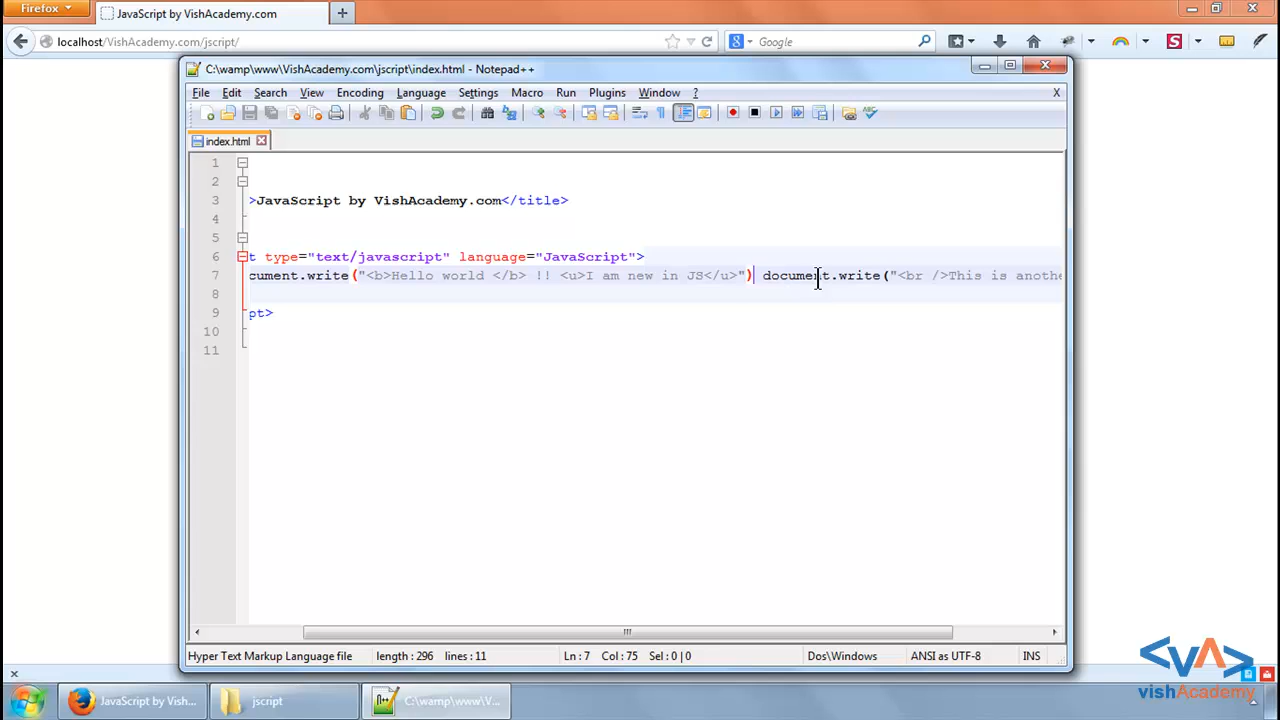 Firefox
JavaScript by VishAcademy.com
localhost/VishAcademy.com/jscript/
Google
C:\wamp\www\VishAcademy.com\jscript\index.html - Notepad++
File Edit Search View Encoding Language Settings Macro Run Plugins Window ? X
index.html
1
2
3 >JavaScript by VishAcademy.com</title>
4
5
6 t type="text/javascript" language="JavaScript">
7 cument.write("<b>Hello world </b> !! <u>I am new in JS</u>") document.write("<br />This is anothe
8
9 pt>
10
11
Hyper Text Markup Language file length : 296 lines : 11 Ln : 7 Col : 75 Sel : 0 | 0 Dos\Windows ANSI as UTF-8 INS
<VA>
vishAcademy
JavaScript by Vish...
jscript
C:\wamp\www\V...